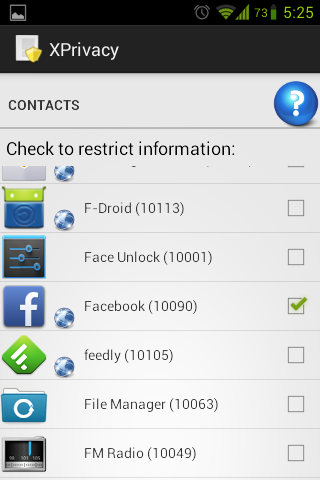 73 5:25
XPrivacy
CONTACTS
?
Check to restrict information:
F-Droid (10113)
Face Unlock (10001)
Facebook (10090)
feedly (10105)
File Manager (10063)
FM Radio (10049)